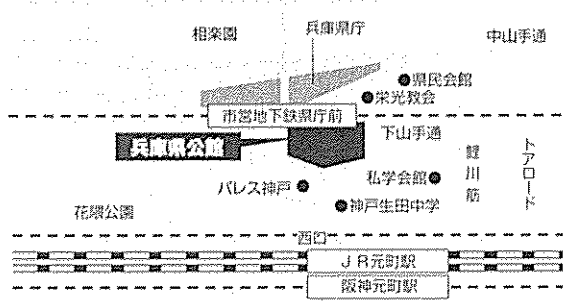 相楽園
兵庫県庁
中山手通
県民会館
栄光教会
市営地下鉄県庁前
兵庫県公館
下山手通
鯉川筋
トアロード
私学会館
パレス神戸
神戸生田中学
花隈公園
西口
JR元町駅
阪神元町駅